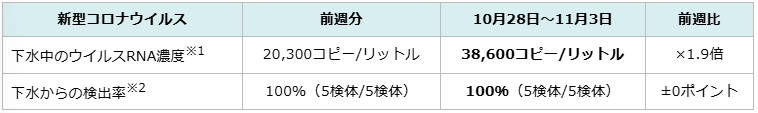 新型コロナウイルス 前週分 10月28日～11月3日 前週比
下水中のウイルスRNA濃度※1 20,300コピー/リットル 38,600コピー/リットル ×1.9倍
下水からの検出率※2 100%（5検体/5検体） 100%（5検体/5検体） ±0ポイント